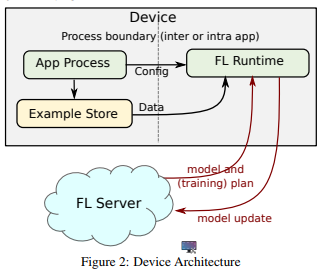 Device
Process boundary (inter or intra app)
App Process
FL Runtime
Config
Example Store
Data
model and
(training) plan
FL Server
model update
Figure 2: Device Architecture